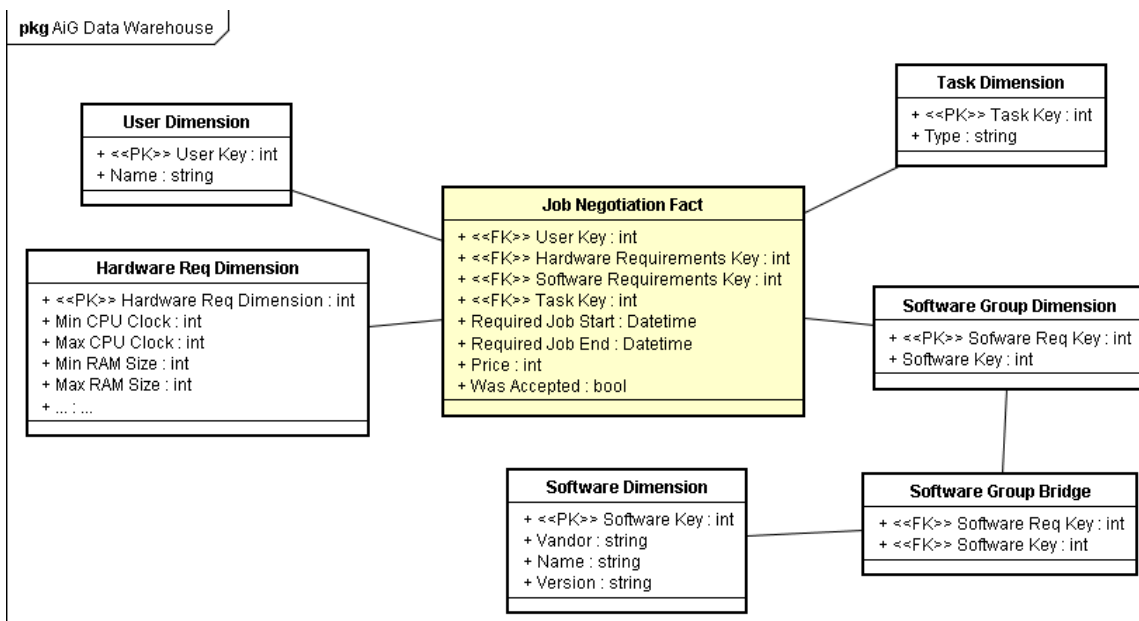 pkg AiG Data Warehouse
User Dimension
+ <<PK>> User Key : int
+ Name : string
Task Dimension
+ <<PK>> Task Key : int
+ Type : string
Job Negotiation Fact
+ <<FK>> User Key : int
+ <<FK>> Hardware Requirements Key : int
+ <<FK>> Software Requirements Key : int
+ <<FK>> Task Key : int
+ Required Job Start : Datetime
+ Required Job End : Datetime
+ Price : int
+ Was Accepted : bool
Hardware Req Dimension
+ <<PK>> Hardware Req Dimension : int
+ Min CPU Clock : int
+ Max CPU Clock : int
+ Min RAM Size : int
+ Max RAM Size : int
+ ... : ...
Software Group Dimension
+ <<PK>> Sofware Req Key : int
+ Software Key : int
Software Dimension
+ <<PK>> Software Key : int
+ Vandor : string
+ Name : string
+ Version : string
Software Group Bridge
+ <<FK>> Software Req Key : int
+ <<FK>> Software Key : int